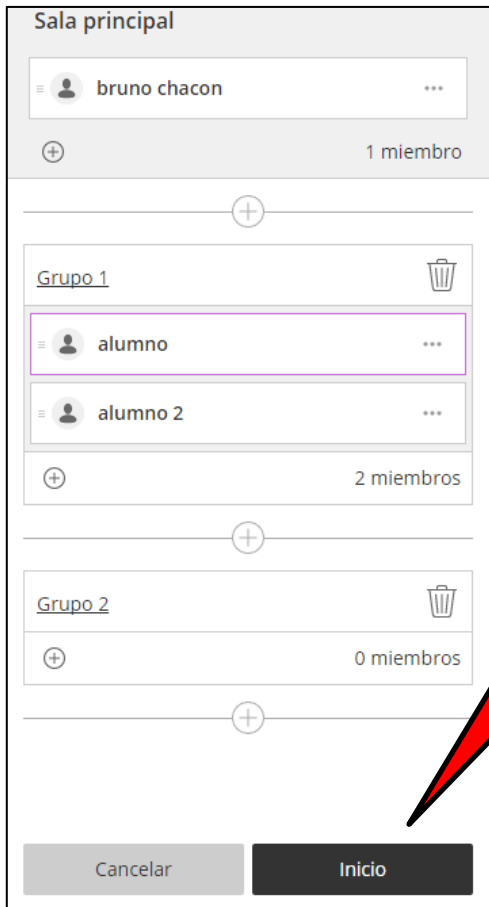 Sala principal
bruno chacon
1 miembro
Grupo 1
alumno
alumno 2
2 miembros
Grupo 2
0 miembros
Cancelar
Inicio